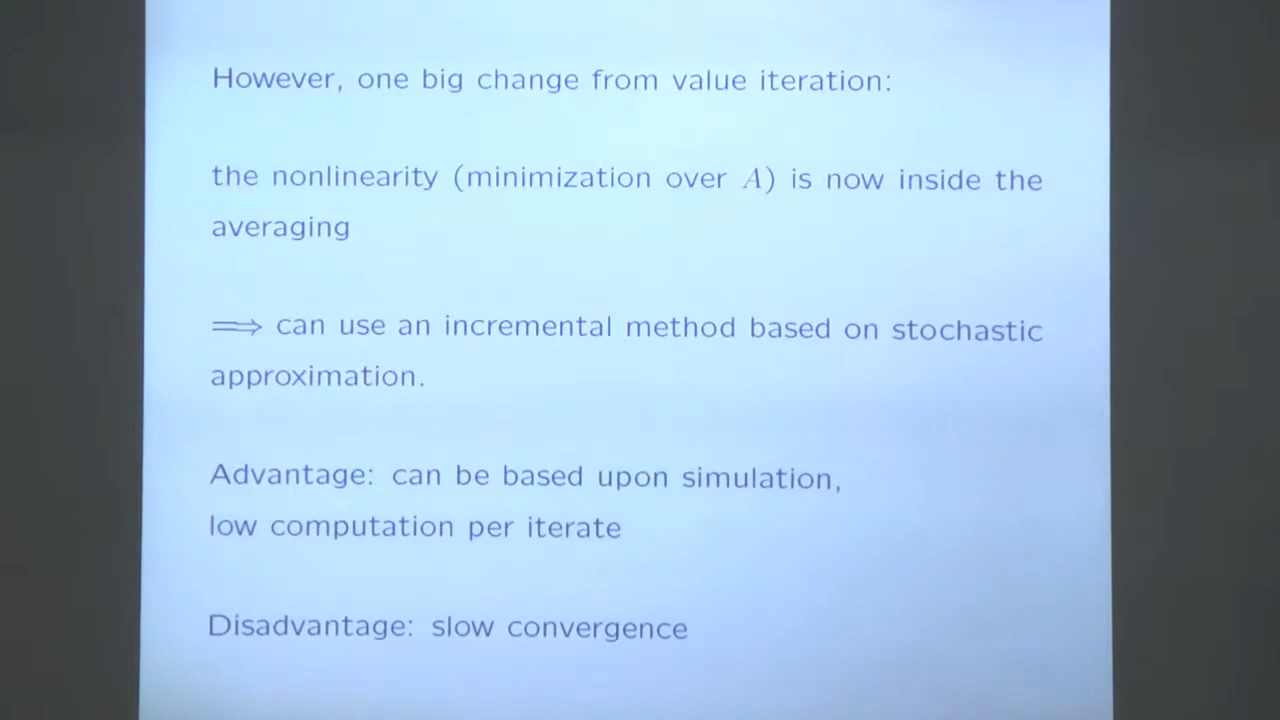 However, one big change from value iteration:
the nonlinearity (minimization over A) is now inside the
averaging
⟹ can use an incremental method based on stochastic
approximation.
Advantage: can be based upon simulation,
low computation per iterate
Disadvantage: slow convergence